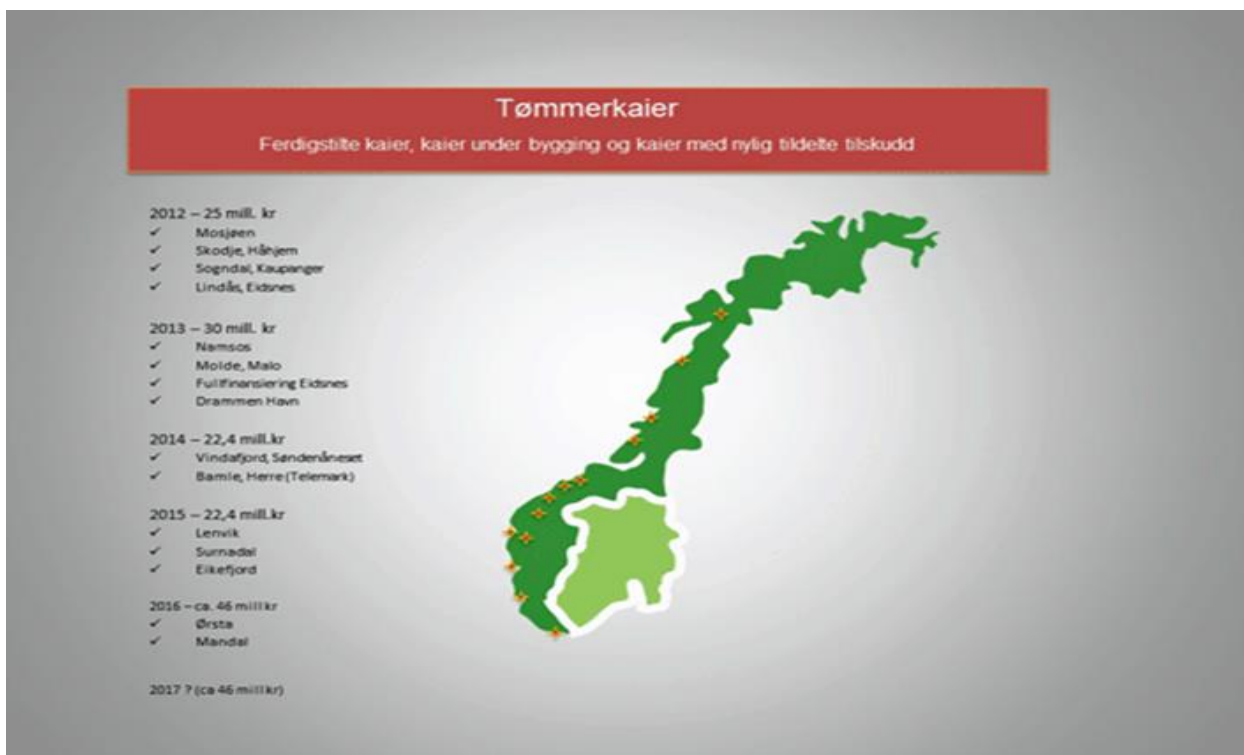 Tømmerkaier
Ferdigstilte kaier, kaier under bygging og kaier med nylig tildelte tilskudd
2012 – 25 mill. kr
✓ Mosjøen
✓ Skodje, Håhjem
✓ Sogndal, Kaupanger
✓ Lindås, Eidsnes
2013 – 30 mill. kr
✓ Namsos
✓ Molde, Malo
✓ Fullfinansiering Eidsnes
✓ Drammen Havn
2014 – 22,4 mill.kr
✓ Vindafjord, Søndenåneset
✓ Bamle, Herre (Telemark)
2015 – 22,4 mill.kr
✓ Lenvik
✓ Surnadal
✓ Eikefjord
2016 – ca. 46 mill kr
✓ Ørsta
✓ Mandal
2017 ? (ca 46 mill kr)